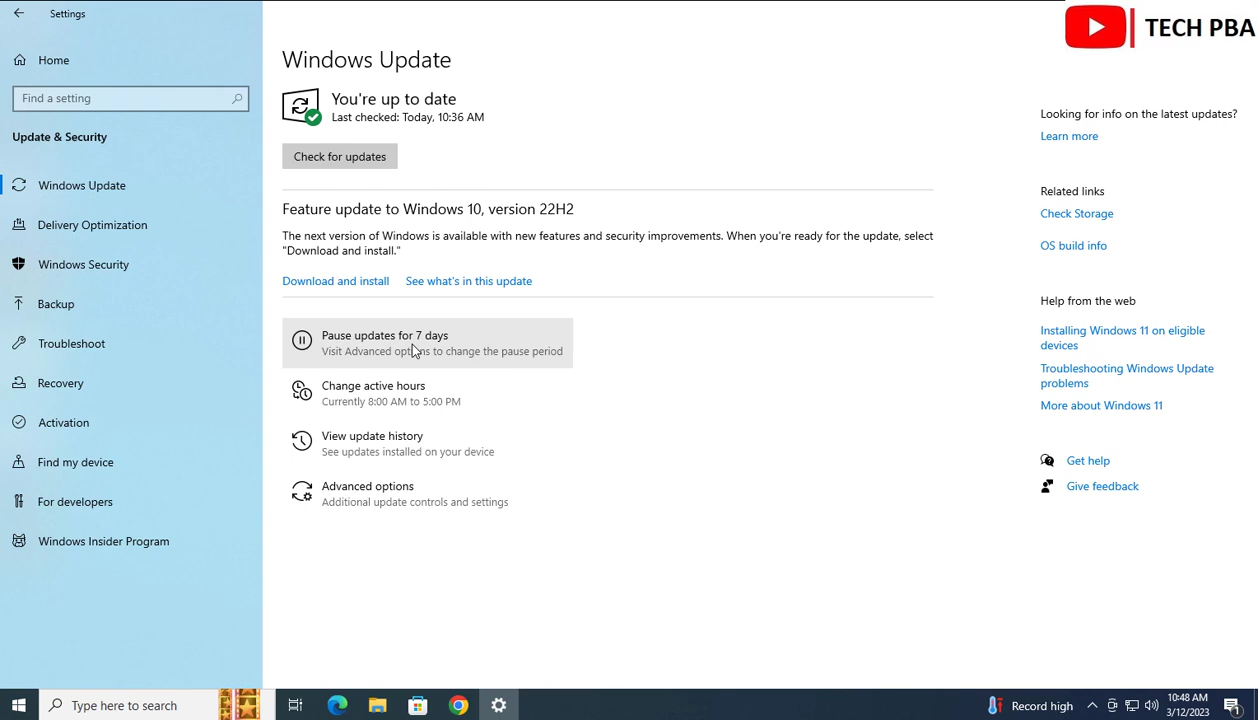 Settings
TECH PBA
Home
Find a setting
Update & Security
Windows Update
Delivery Optimization
Windows Security
Backup
Troubleshoot
Recovery
Activation
Find my device
For developers
Windows Insider Program
Windows Update
You're up to date
Last checked: Today, 10:36 AM
Check for updates
Feature update to Windows 10, version 22H2
The next version of Windows is available with new features and security improvements. When you're ready for the update, select
"Download and install."
Download and install See what's in this update
Pause updates for 7 days
Visit Advanced options to change the pause period
Change active hours
Currently 8:00 AM to 5:00 PM
View update history
See updates installed on your device
Advanced options
Additional update controls and settings
Looking for info on the latest updates?
Learn more
Related links
Check Storage
OS build info
Help from the web
Installing Windows 11 on eligible
devices
Troubleshooting Windows Update
problems
More about Windows 11
Get help
Give feedback
Type here to search
Record high
10:48 AM
3/12/2023
1